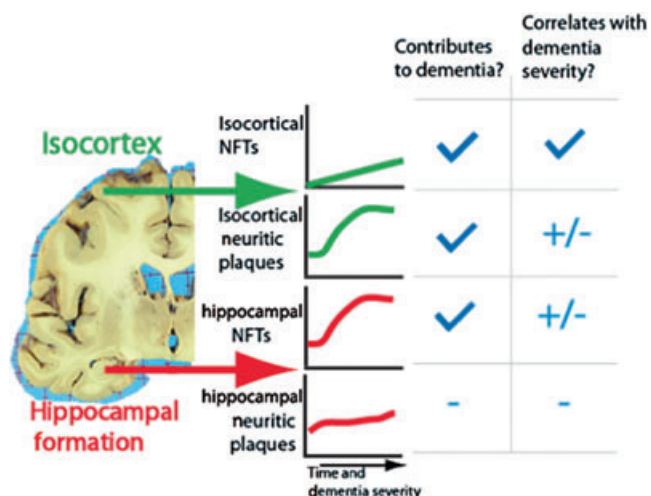 Contributes
to dementia?
Correlates with
dementia
severity?
Isocortex
Isocortical
NFTs
Isocortical
neuritic
plaques
+/-
hippocampal
NFTs
+/-
Hippocampal
formation
hippocampal
neuritic
plaques
-
-
Time and
dementia severity